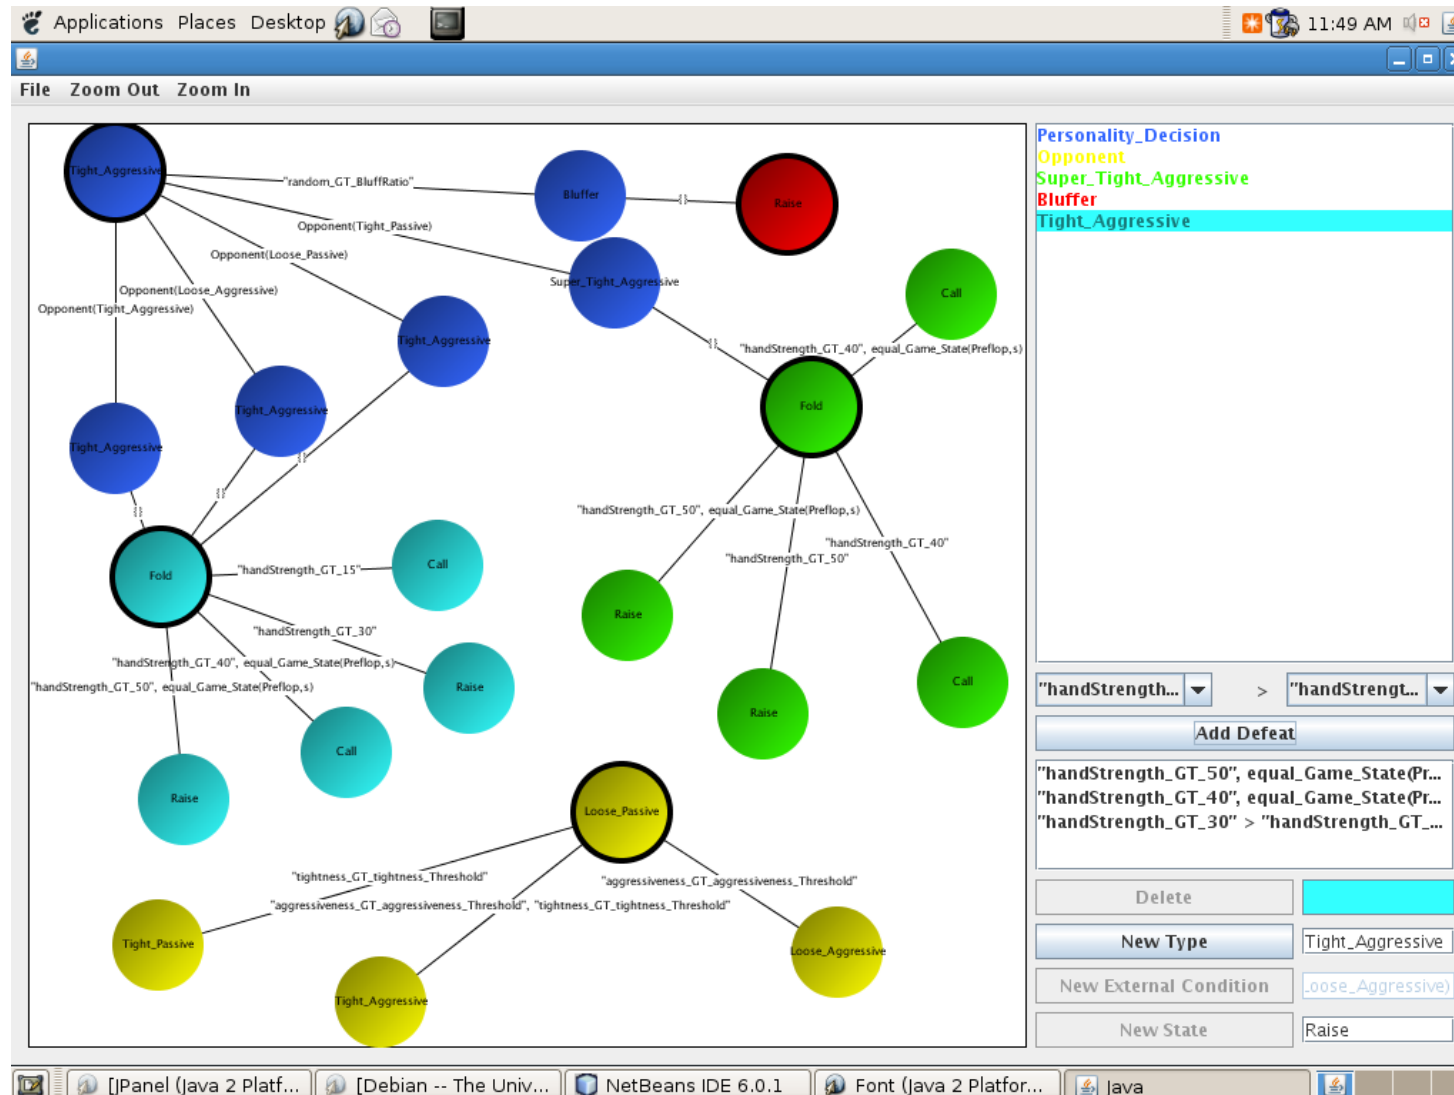 Applications Places Desktop 11:49 AM
File Zoom Out Zoom In
Tight_Aggressive
"random_GT_BluffRatio"
Bluffer
{}
Raise
Opponent(Tight_Passive)
Opponent(Loose_Passive)
Super_Tight_Aggressive
Opponent(Loose_Aggressive)
Opponent(Tight_Aggressive)
Call
Tight_Aggressive
{}
"handStrength_GT_40", equal_Game_State(Preflop,s)
Tight_Aggressive
Fold
Tight_Aggressive
{}
{}
{}
"handStrength_GT_50", equal_Game_State(Preflop,s)
"handStrength_GT_40"
"handStrength_GT_50"
Fold
"handStrength_GT_15"
Call
Raise
"handStrength_GT_30"
"handStrength_GT_40", equal_Game_State(Preflop,s)
"handStrength_GT_50", equal_Game_State(Preflop,s)
Raise
Call
Raise
Call
Raise
Loose_Passive
"tightness_GT_tightness_Threshold"
"aggressiveness_GT_aggressiveness_Threshold"
"aggressiveness_GT_aggressiveness_Threshold", "tightness_GT_tightness_Threshold"
Tight_Passive
Loose_Aggressive
Tight_Aggressive
Personality_Decision
Opponent
Super_Tight_Aggressive
Bluffer
Tight_Aggressive
"handStrength... > "handStrengt...
Add Defeat
"handStrength_GT_50", equal_Game_State(Pr...
"handStrength_GT_40", equal_Game_State(Pr...
"handStrength_GT_30" > "handStrength_GT_...
Delete
New Type Tight_Aggressive
New External Condition .oose_Aggressive)
New State Raise
[JPanel (Java 2 Platf... [Debian -- The Univ... NetBeans IDE 6.0.1 Font (Java 2 Platfor... Java